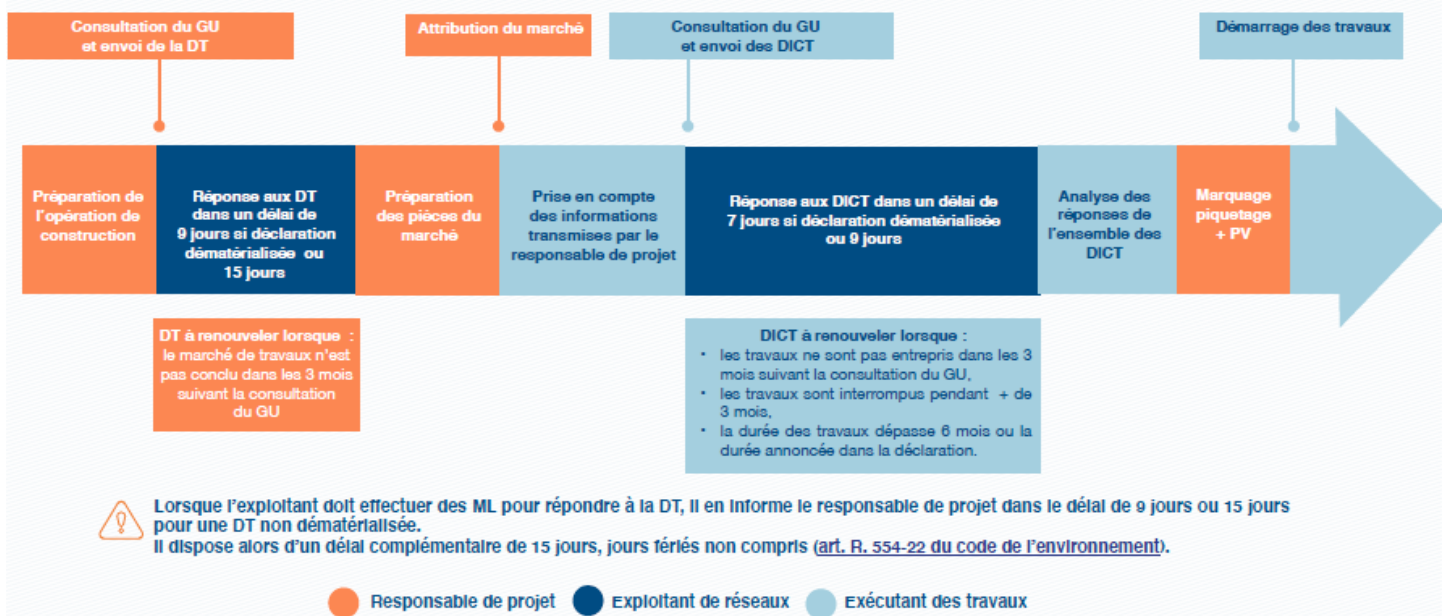 Consultation du GU
et envoi de la DT
Attribution du marché
Consultation du GU
et envoi des DICT
Démarrage des travaux
Préparation de
l'opération de
construction
Réponse aux DT
dans un délai de
9 jours si déclaration
dématérialisée ou
15 jours
Préparation
des pièces du
marché
Prise en compte
des informations
transmises par le
responsable de projet
Réponse aux DICT dans un délai de
7 jours si déclaration dématérialisée
ou 9 jours
Analyse des
réponses de
l'ensemble des
DICT
Marquage
piquetage
+ PV
DT à renouveler lorsque :
le marché de travaux n'est
pas conclu dans les 3 mois
suivant la consultation
du GU
DICT à renouveler lorsque :
• les travaux ne sont pas entrepris dans les 3
mois suivant la consultation du GU,
• les travaux sont interrompus pendant + de
3 mois,
• la durée des travaux dépasse 6 mois ou la
durée annoncée dans la déclaration.
Lorsque l'exploitant doit effectuer des ML pour répondre à la DT, il en informe le responsable de projet dans le délai de 9 jours ou 15 jours
pour une DT non dématérialisée.
Il dispose alors d'un délai complémentaire de 15 jours, jours fériés non compris (art. R. 554-22 du code de l'environnement).
Responsable de projet Exploitant de réseaux Exécutant des travaux